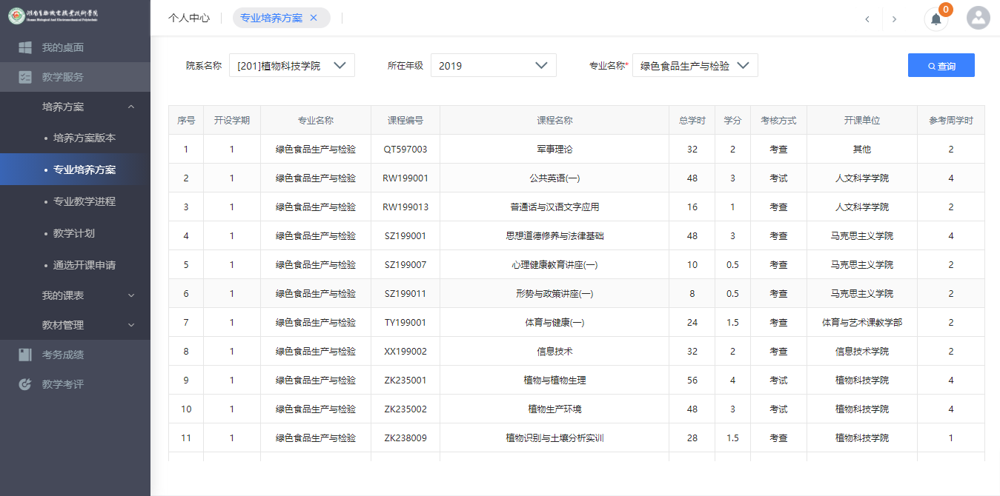 湖南生物机电职业技术学院
Hunan Biological And Electromechanical Polytechnic
个人中心 专业培养方案 0
我的桌面
教学服务
培养方案
培养方案版本
专业培养方案
专业教学进程
教学计划
通选开课申请
我的课表
教材管理
考务成绩
教学考评
院系名称 [201]植物科技学院 所在年级 2019 专业名称* 绿色食品生产与检验 查询
序号 开设学期 专业名称 课程编号 课程名称 总学时 学分 考核方式 开课单位 参考周学时
1 1 绿色食品生产与检验 QT597003 军事理论 32 2 考查 其他 2
2 1 绿色食品生产与检验 RW199001 公共英语(一) 48 3 考试 人文科学学院 4
3 1 绿色食品生产与检验 RW199013 普通话与汉语文字应用 16 1 考查 人文科学学院 2
4 1 绿色食品生产与检验 SZ199001 思想道德修养与法律基础 48 3 考查 马克思主义学院 4
5 1 绿色食品生产与检验 SZ199007 心理健康教育讲座(一) 10 0.5 考查 马克思主义学院 2
6 1 绿色食品生产与检验 SZ199011 形势与政策讲座(一) 8 0.5 考查 马克思主义学院 2
7 1 绿色食品生产与检验 TY199001 体育与健康(一) 24 1.5 考查 体育与艺术课教学部 2
8 1 绿色食品生产与检验 XX199002 信息技术 32 2 考查 信息技术学院 2
9 1 绿色食品生产与检验 ZK235001 植物与植物生理 56 4 考试 植物科技学院 4
10 1 绿色食品生产与检验 ZK235002 植物生产环境 48 3 考试 植物科技学院 4
11 1 绿色食品生产与检验 ZK238009 植物识别与土壤分析实训 28 1.5 考查 植物科技学院 1